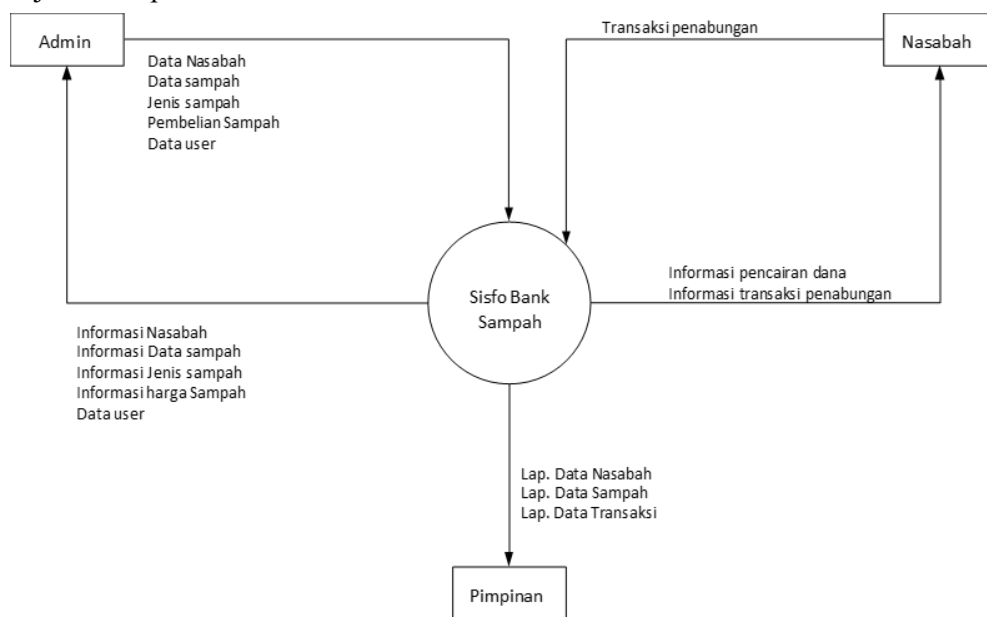 Admin
Data Nasabah
Data sampah
Jenis sampah
Pembelian Sampah
Data user
Transaksi penabungan
Nasabah
Sisfo Bank
Sampah
Informasi pencairan dana
Informasi transaksi penabungan
Informasi Nasabah
Informasi Data sampah
Informasi Jenis sampah
Informasi harga Sampah
Data user
Lap. Data Nasabah
Lap. Data Sampah
Lap. Data Transaksi
Pimpinan